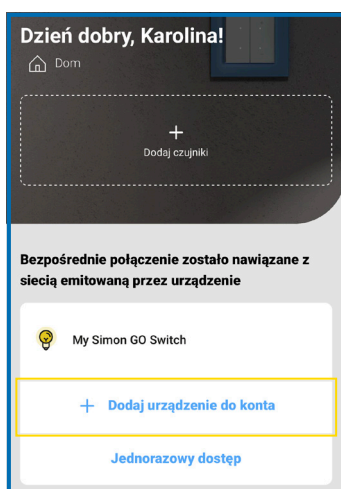 Dzień dobry, Karolina!
Dom
+
Dodaj czujniki
Bezpośrednie połączenie zostało nawiązane z
siecią emitowaną przez urządzenie
My Simon GO Switch
+ Dodaj urządzenie do konta
Jednorazowy dostęp